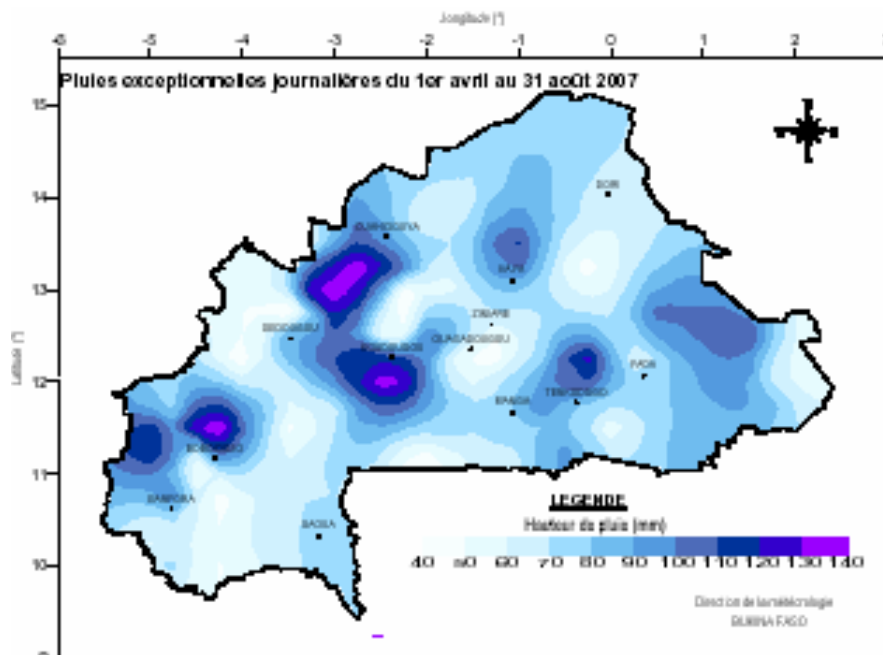 Longitude (°)
-6 -5 -4 -3 -2 -1 0 1 2
Pluies exceptionnelles journalières du 1er avril au 31 août 2007
15
14
13
12
11
10
Latitude (°)
DORI
OUAHIGOUYA
KAYA
ZINIARE
DEDOUGOU
KOUDOUGOU
OUAGADOUGOU
FADA
TENKODOGO
MANGA
BANFORA
GAOUA
LEGENDE
Hauteur de pluie (mm)
40 50 60 70 80 90 100 110 120 130 140
Direction de la météorologie
BURKINA FASO